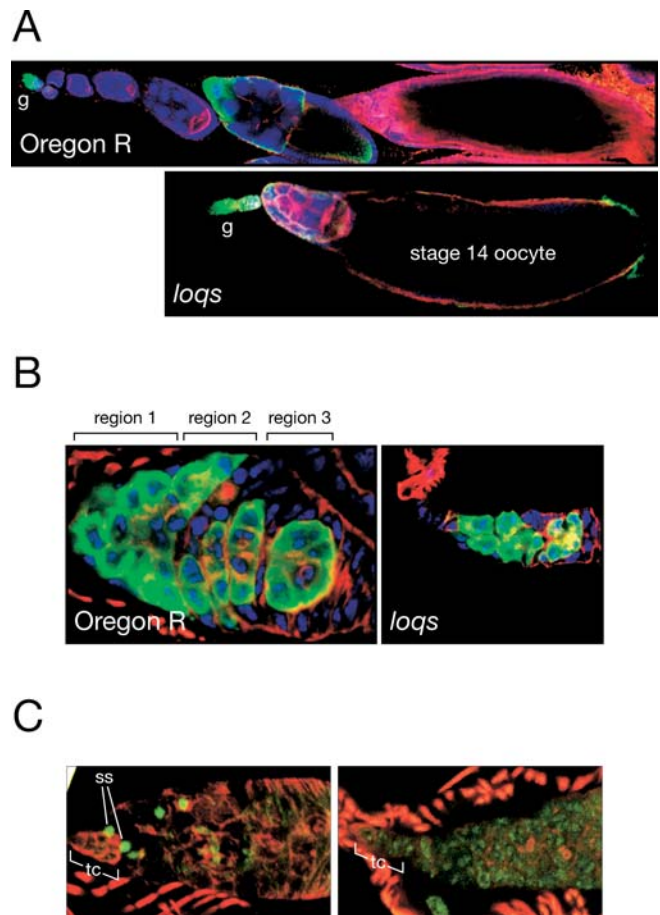 A
g
Oregon R
g
stage 14 oocyte
loqs
B
region 1 region 2 region 3
Oregon R
loqs
C
ss
tc
tc